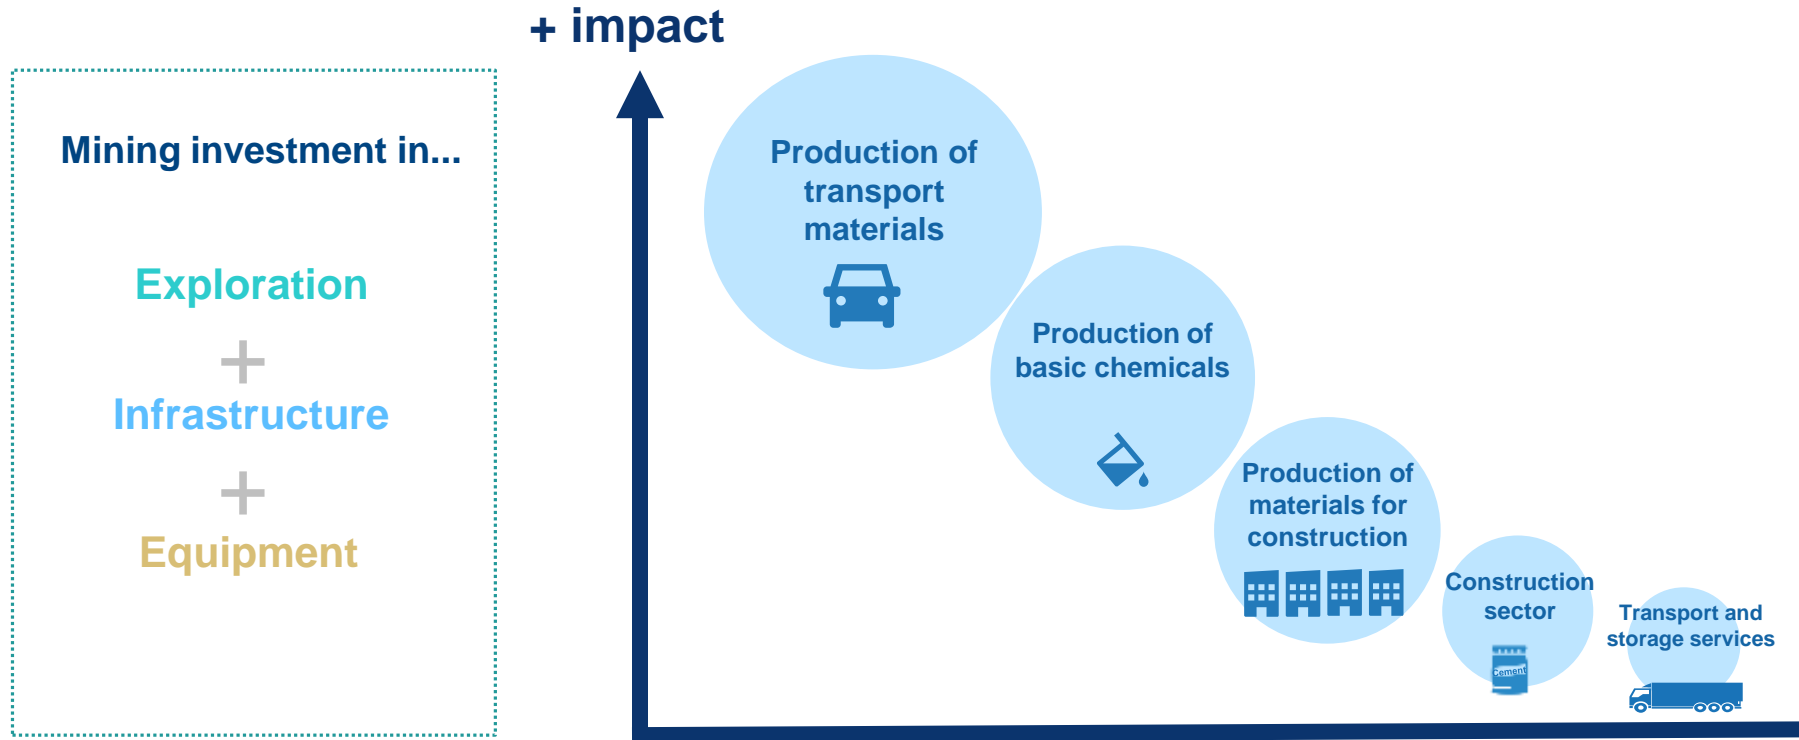 + impact
Mining investment in...
Exploration
+
Infrastructure
+
Equipment
Production of
transport
materials
Production of
basic chemicals
Production of
materials for
construction
Construction
sector
Cement
Transport and
storage services